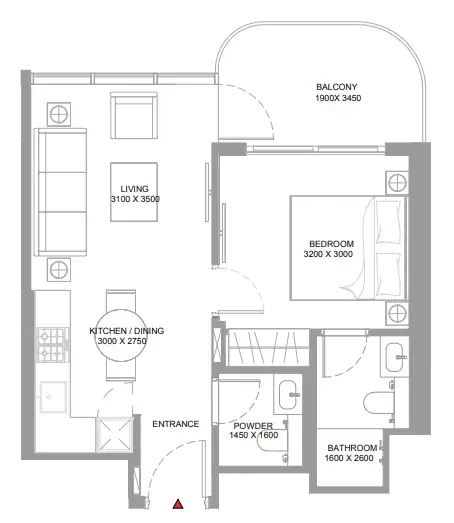 BALCONY
1900X 3450
LIVING
3100 X 3500
BEDROOM
3200 X 3000
KITCHEN / DINING
3000 X 2750
ENTRANCE
POWDER
1450 X 1600
BATHROOM
1600 X 2600